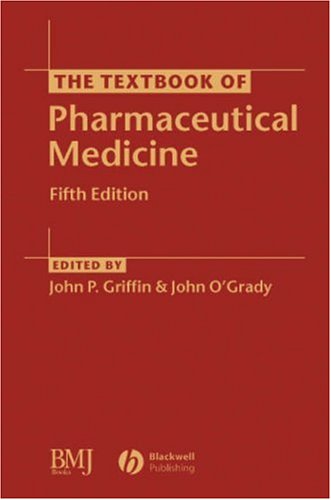 THE TEXTBOOK OF
Pharmaceutical
Medicine
Fifth Edition
EDITED BY
John P. Griffin & John O'Grady
BMJ
Books
Blackwell
Publishing